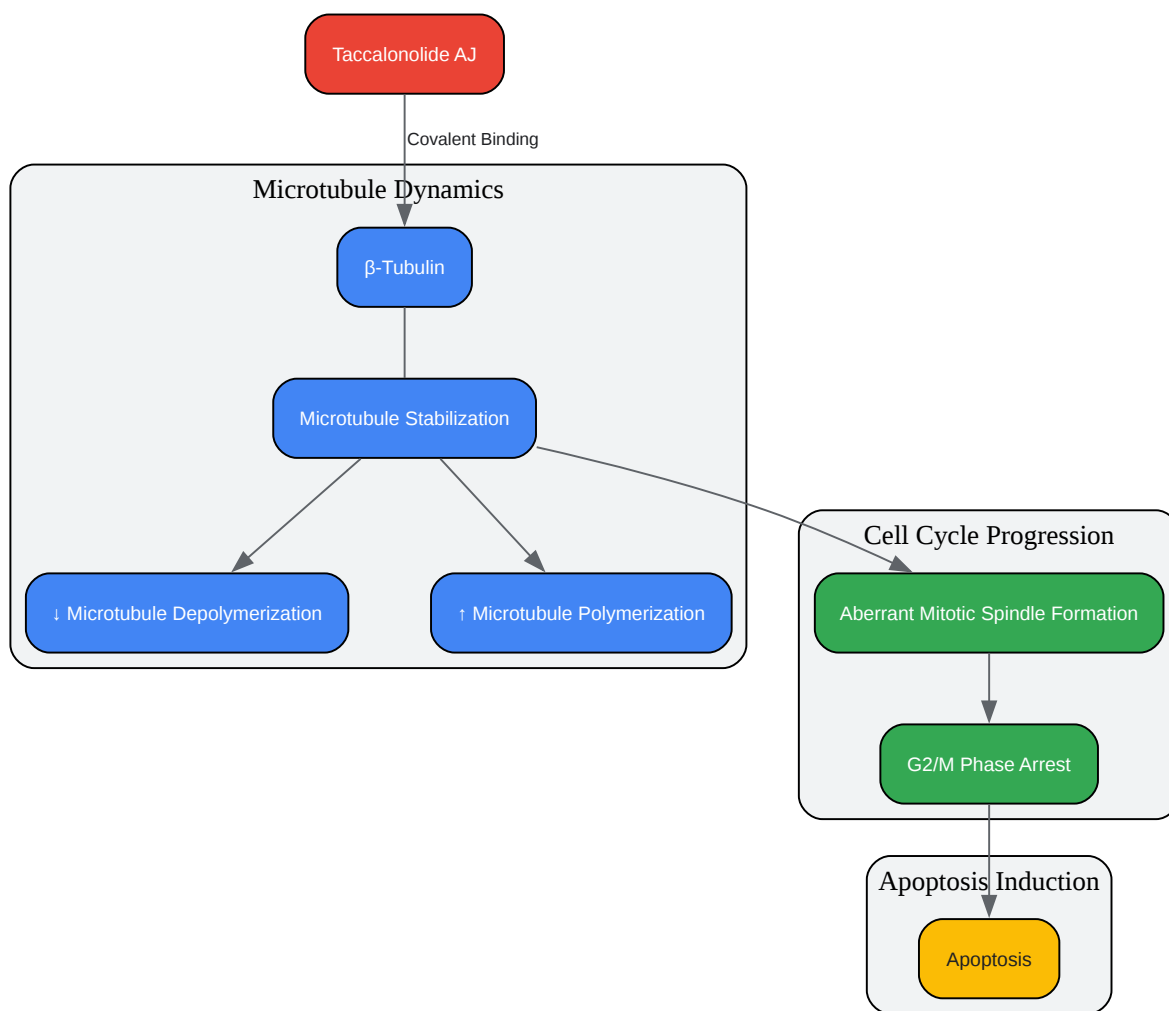 Taccalonolide AJ
Covalent Binding
Microtubule Dynamics
β-Tubulin
Microtubule Stabilization
↓ Microtubule Depolymerization
↑ Microtubule Polymerization
Cell Cycle Progression
Aberrant Mitotic Spindle Formation
G2/M Phase Arrest
Apoptosis Induction
Apoptosis